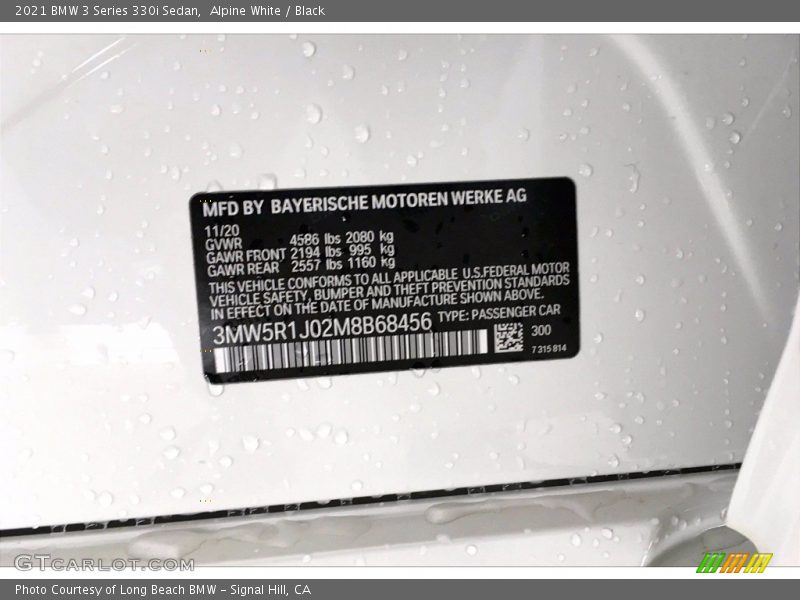 2021 BMW 3 Series 330i Sedan,  Alpine White / Black
MFD BY BAYERISCHE MOTOREN WERKE AG
11/20
GVWR 4586 lbs 2080 kg
GAWR FRONT 2194 lbs 995 kg
GAWR REAR 2557 lbs 1160 kg
THIS VEHICLE CONFORMS TO ALL APPLICABLE U.S.FEDERAL MOTOR
VEHICLE SAFETY, BUMPER AND THEFT PREVENTION STANDARDS
IN EFFECT ON THE DATE OF MANUFACTURE SHOWN ABOVE.
3MW5R1J02M8B68456 TYPE: PASSENGER CAR
300
7 315 814
GTCARLOT.COM
Photo Courtesy of Long Beach BMW - Signal Hill, CA